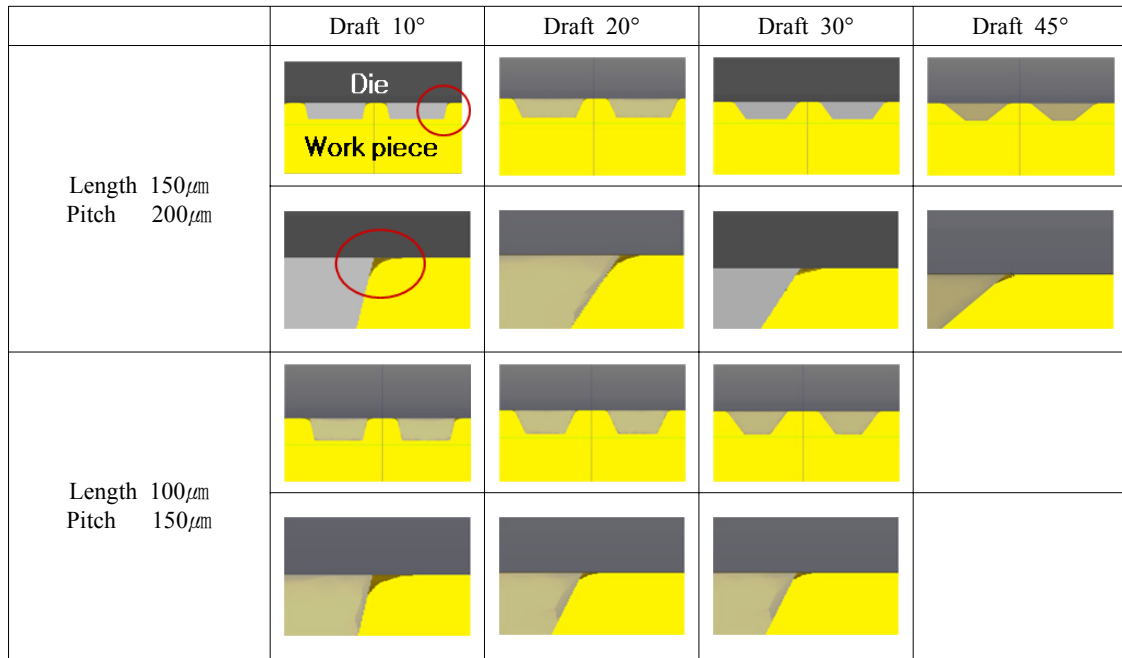 Draft 10° Draft 20° Draft 30° Draft 45°
Die
Work piece
Length 150㎛
Pitch 200㎛
Length 100㎛
Pitch 150㎛